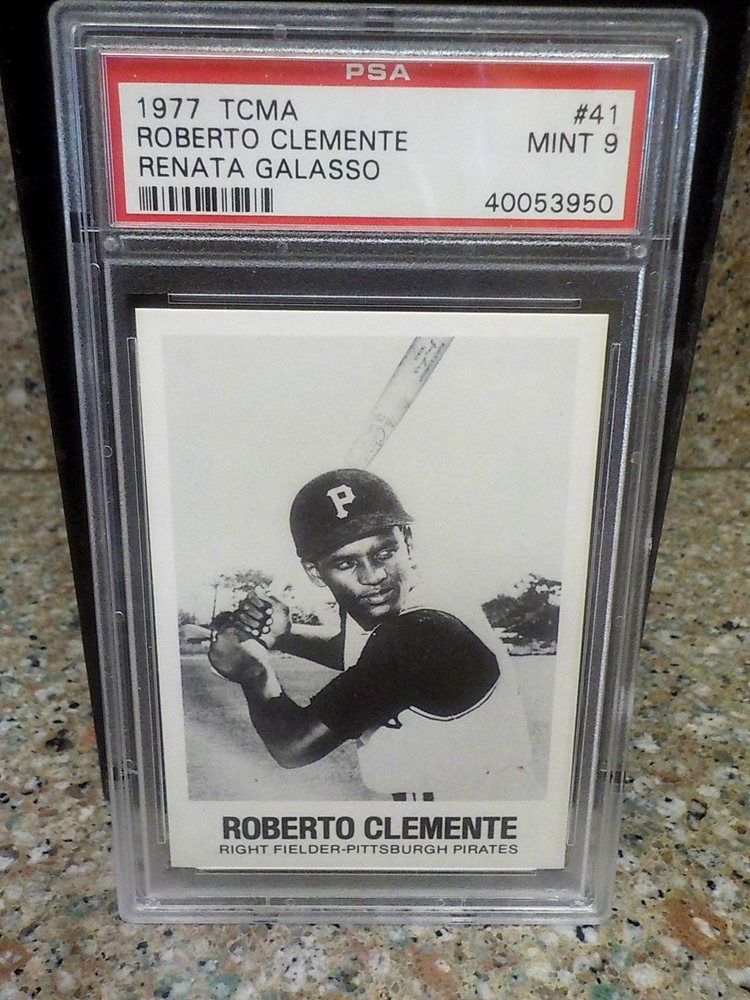 PSA
1977 TCMA #41
ROBERTO CLEMENTE MINT 9
RENATA GALASSO
40053950
P
ROBERTO CLEMENTE
RIGHT FIELDER-PITTSBURGH PIRATES